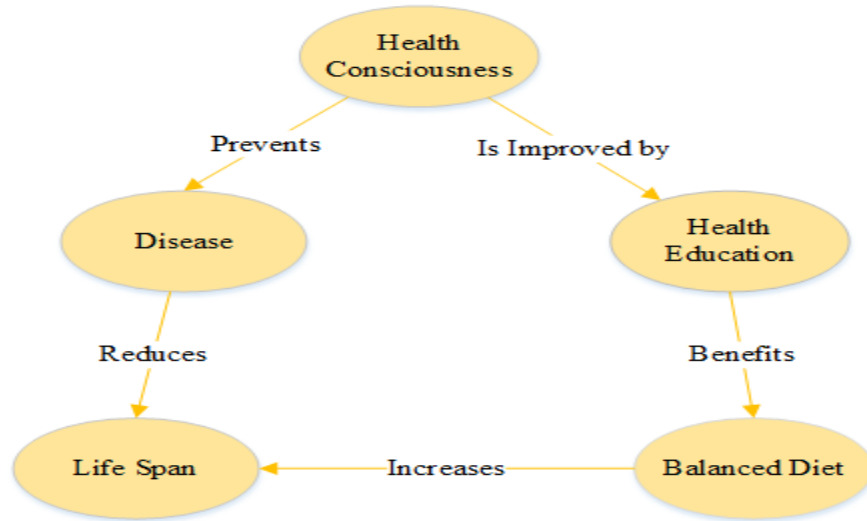 Health
Consciousness
Prevents
Is Improved by
Disease
Health
Education
Reduces
Benefits
Life Span
Increases
Balanced Diet